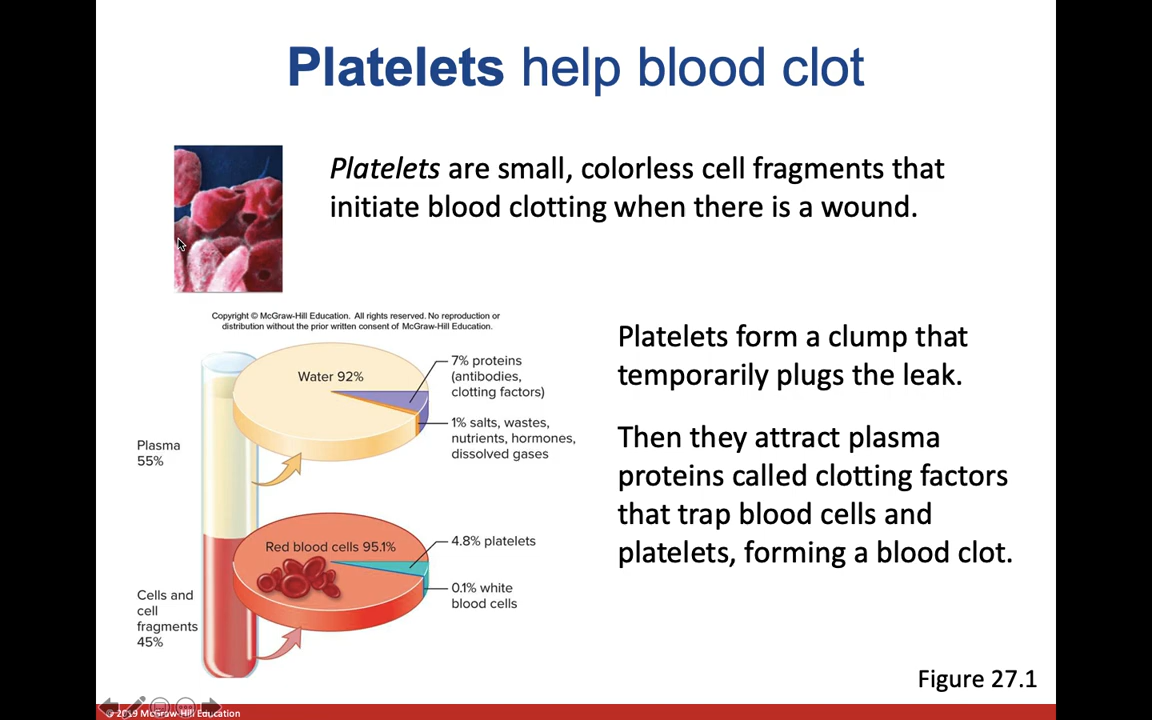 Platelets help blood clot
Platelets are small, colorless cell fragments that
initiate blood clotting when there is a wound.
Copyright © McGraw-Hill Education. All rights reserved. No reproduction or
distribution without the prior written consent of McGraw-Hill Education.
Water 92%
7% proteins
(antibodies,
clotting factors)
1% salts, wastes,
nutrients, hormones,
dissolved gases
Plasma
55%
Red blood cells 95.1%
4.8% platelets
0.1% white
blood cells
Cells and
cell
fragments
45%
Platelets form a clump that
temporarily plugs the leak.
Then they attract plasma
proteins called clotting factors
that trap blood cells and
platelets, forming a blood clot.
Figure 27.1
© 2019 McGraw-Hill Education